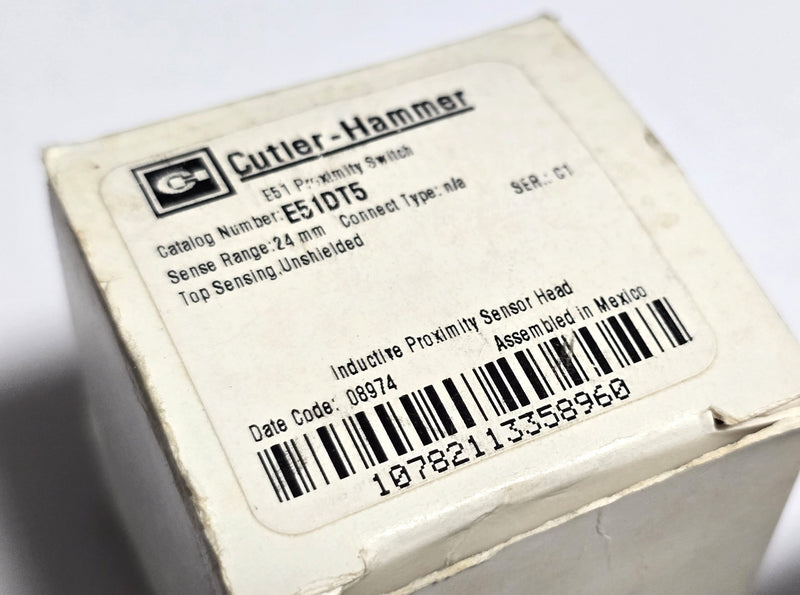 Cutler-Hammer
E51 Proximity Switch
Catalog Number:E51DT5
Sense Range:24 mm Connect Type: n/a SER.: C1
Top Sensing,Unshielded
Inductive Proximity Sensor Head
Assembled in Mexico
Date Code: 08974
10782113358960